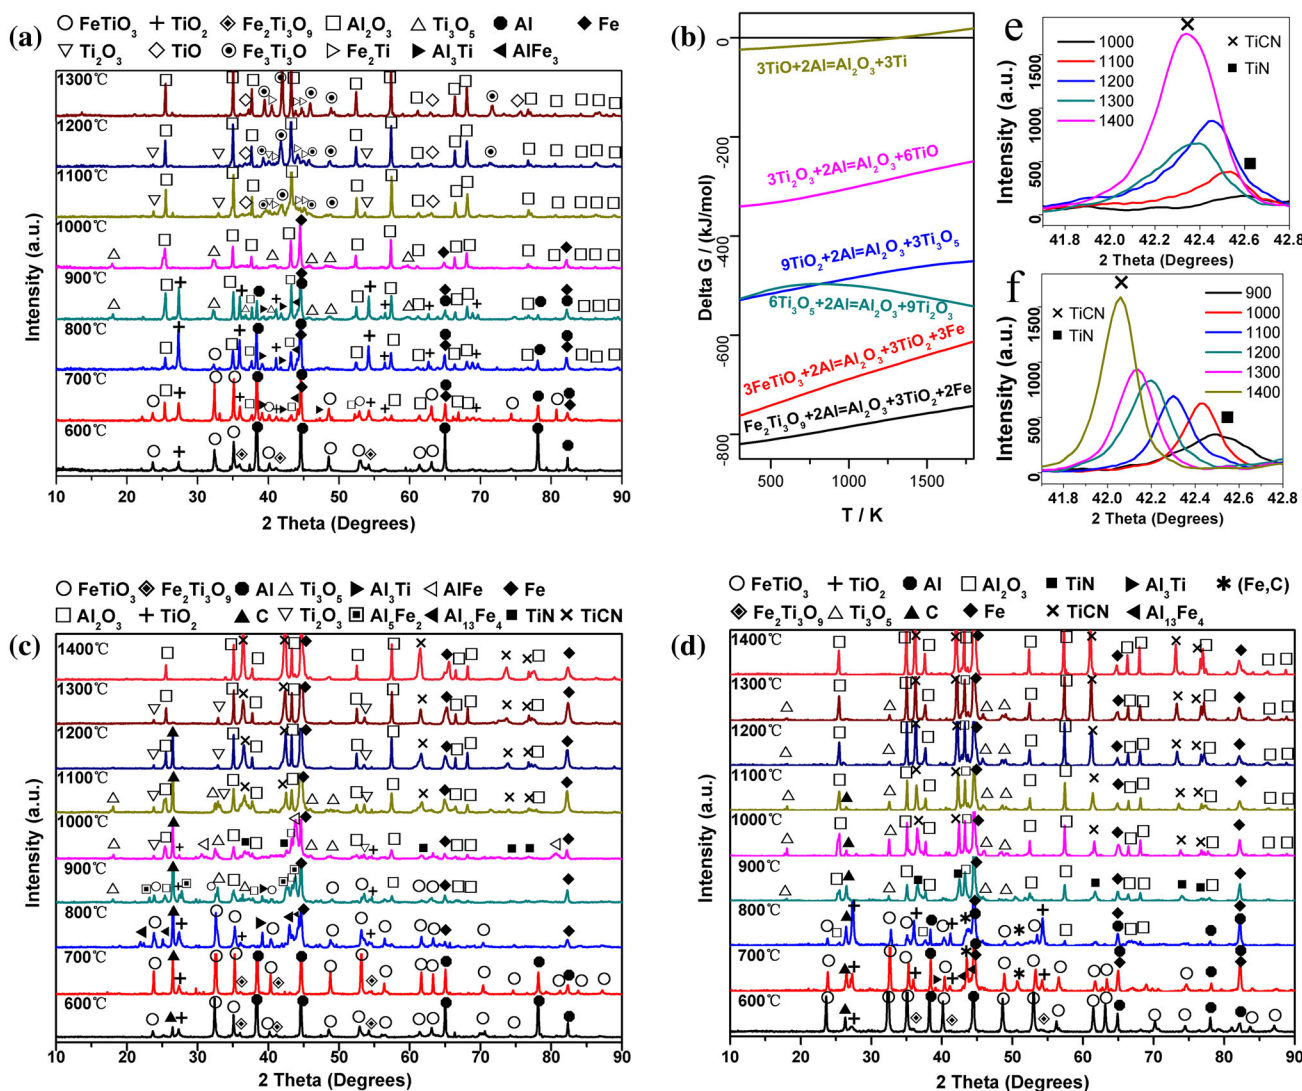 (a)
FeTiO₃ TiO₂ Fe₂Ti₃O₉ Al₂O₃ Ti₃O₅ Al Fe
Ti₂O₃ TiO Fe₃Ti₃O Fe₂Ti Al₃Ti AlFe₃
1300℃
1200℃
1100℃
1000℃
900℃
800℃
700℃
600℃
Intensity (a.u.)
10 20 30 40 50 60 70 80 90
2 Theta (Degrees)
(b)
0
-200
-400
-500
-600
-800
Delta G / (kJ/mol)
3TiO+2Al=Al₂O₃+3Ti
3Ti₂O₃+2Al=Al₂O₃+6TiO
9TiO₂+2Al=Al₂O₃+3Ti₃O₅
6Ti₃O₅+2Al=Al₂O₃+9Ti₂O₃
3FeTiO₃+2Al=Al₂O₃+3TiO₂+3Fe
Fe₂Ti₃O₉+2Al=Al₂O₃+3TiO₂+2Fe
500 1000 1500
T / K
e
1000
1100
1200
1300
1400
TiCN
TiN
Intensity (a.u.)
0 500 1000 1500
41.8 42.0 42.2 42.4 42.6 42.8
2 Theta (Degrees)
f
TiCN
TiN
900
1000
1100
1200
1300
1400
Intensity (a.u.)
0 500 1000 1500
41.8 42.0 42.2 42.4 42.6 42.8
2 Theta (Degrees)
(c)
FeTiO₃ Fe₂Ti₃O₉ Al Ti₃O₅ Al₃Ti AlFe Fe
Al₂O₃ TiO₂ C Ti₂O₃ Al₅Fe₂ Al₁₃Fe₄ TiN TiCN
1400℃
1300℃
1200℃
1100℃
1000℃
900℃
800℃
700℃
600℃
Intensity (a.u.)
10 20 30 40 50 60 70 80 90
2 Theta (Degrees)
(d)
FeTiO₃ TiO₂ Al Al₂O₃ TiN Al₃Ti (Fe,C)
Fe₂Ti₃O₉ Ti₃O₅ C Fe TiCN Al₁₃Fe₄
1400℃
1300℃
1200℃
1100℃
1000℃
900℃
800℃
700℃
600℃
Intensity (a.u.)
10 20 30 40 50 60 70 80 90
2 Theta (Degrees)